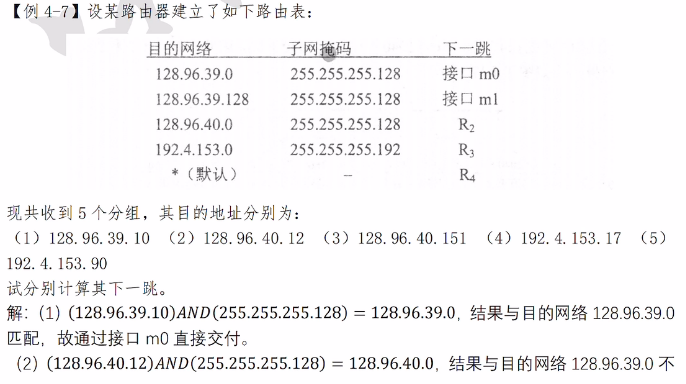 【例 4-7】设某路由器建立了如下路由表：
目的网络 子网掩码 下一跳
128.96.39.0 255.255.255.128 接口 m0
128.96.39.128 255.255.255.128 接口 m1
128.96.40.0 255.255.255.128 R₂
192.4.153.0 255.255.255.192 R₃
*（默认） – R₄
现共收到 5 个分组，其目的地址分别为：
（1）128.96.39.10 （2）128.96.40.12 （3）128.96.40.151 （4）192.4.153.17 （5）
192.4.153.90
试分别计算其下一跳。
解：(1) (128.96.39.10)AND(255.255.255.128) = 128.96.39.0，结果与目的网络 128.96.39.0
匹配，故通过接口 m0 直接交付。
(2) (128.96.40.12)AND(255.255.255.128) = 128.96.40.0，结果与目的网络 128.96.39.0 不